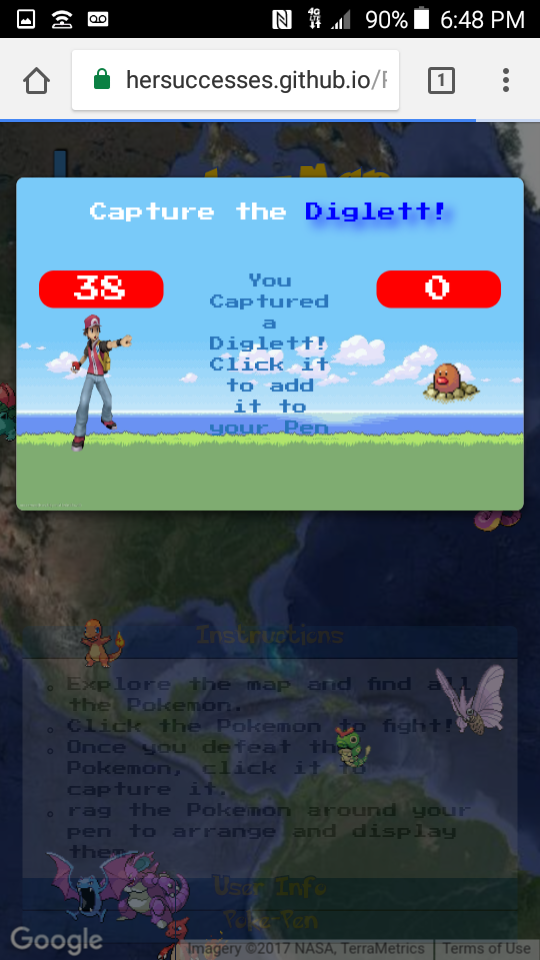 4G LTE 90% 6:48 PM
hersuccesses.github.io/
1
Capture the Diglett!
38
0
You
Captured
a
Diglett!
Click it
to add
it to
your Pen
Instructions
Explore the map and find all
the Pokemon.
Click the Pokemon to fight!
Once you defeat the
Pokemon, click it to
capture it.
rag the Pokemon around your
pen to arrange and display
them
User Info
Poke-Pen
Google
Imagery ©2017 NASA, TerraMetrics
Terms of Use